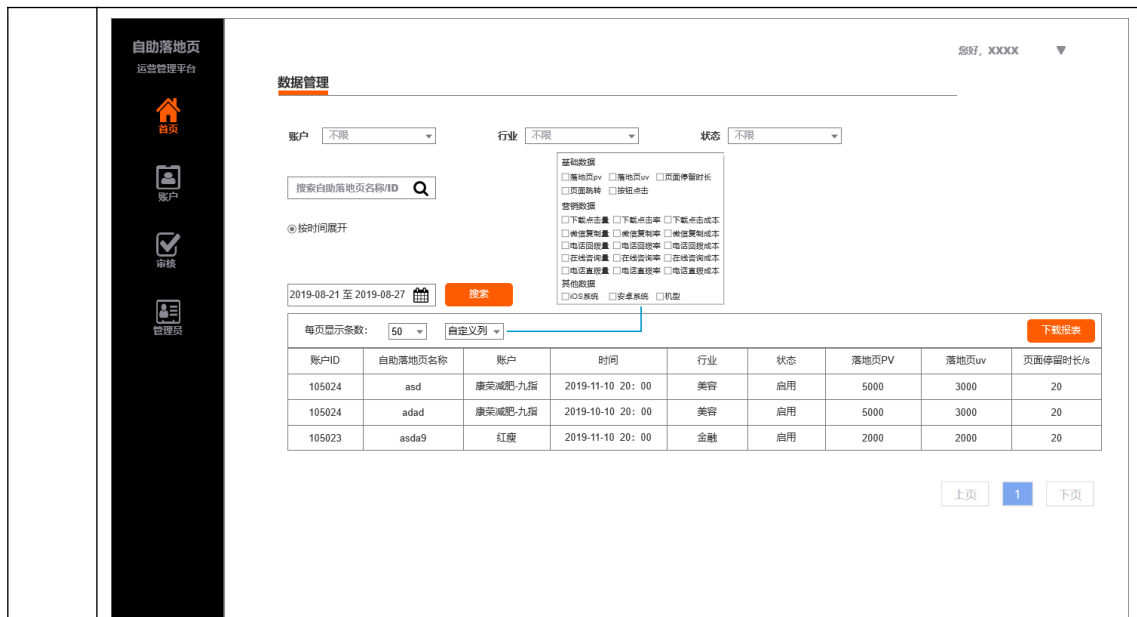 自助落地页
运营管理平台
首页
账户
审核
管理员
您好, XXXX ▼
数据管理
账户 不限 行业 不限 状态 不限
搜索自助落地页名称/ID
按时间展开
2019-08-21 至 2019-08-27 搜索
基础数据
落地页pv 落地页uv 页面停留时长
页面跳转 按钮点击
营销数据
下载点击量 下载点击率 下载点击成本
微信复制量 微信复制率 微信复制成本
电话回拨量 电话回拨率 电话回拨成本
在线咨询量 在线咨询率 在线咨询成本
电话直拨量 电话直拨率 电话直拨成本
其他数据
iOS系统 安卓系统 机型
每页显示条数: 50 自定义列 下载报表
账户ID 自助落地页名称 账户 时间 行业 状态 落地页PV 落地页uv 页面停留时长/s
105024 asd 康荣减肥-九指 2019-11-10 20: 00 美容 启用 5000 3000 20
105024 adad 康荣减肥-九指 2019-10-10 20: 00 美容 启用 5000 3000 20
105023 asda9 红瘦 2019-11-10 20: 00 金融 启用 2000 2000 20
上页 1 下页